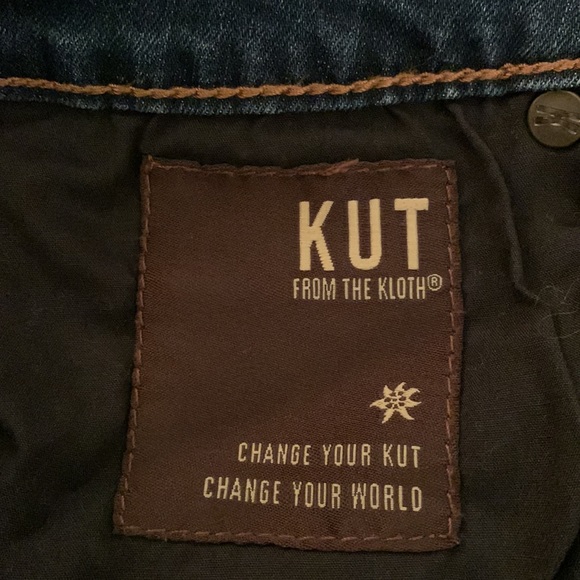 KUT
FROM THE KLOTH®
CHANGE YOUR KUT
CHANGE YOUR WORLD